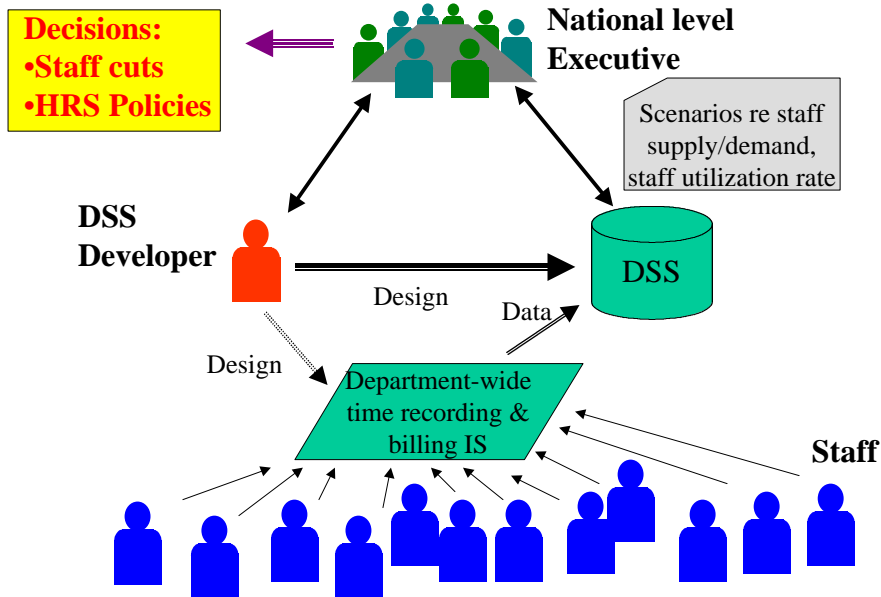 Decisions:
•Staff cuts
•HRS Policies
National level
Executive
Scenarios re staff
supply/demand,
staff utilization rate
DSS
Developer
Design
DSS
Data
Design
Department-wide
time recording &
billing IS
Staff